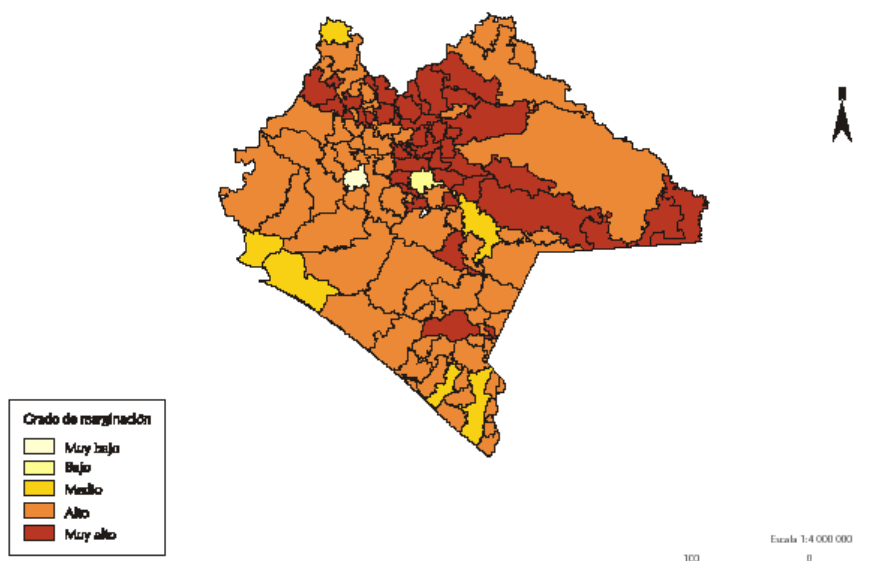 Grado de marginación
Muy bajo
Bajo
Medio
Alto
Muy alto
Escala 1:4 000 000
100 0